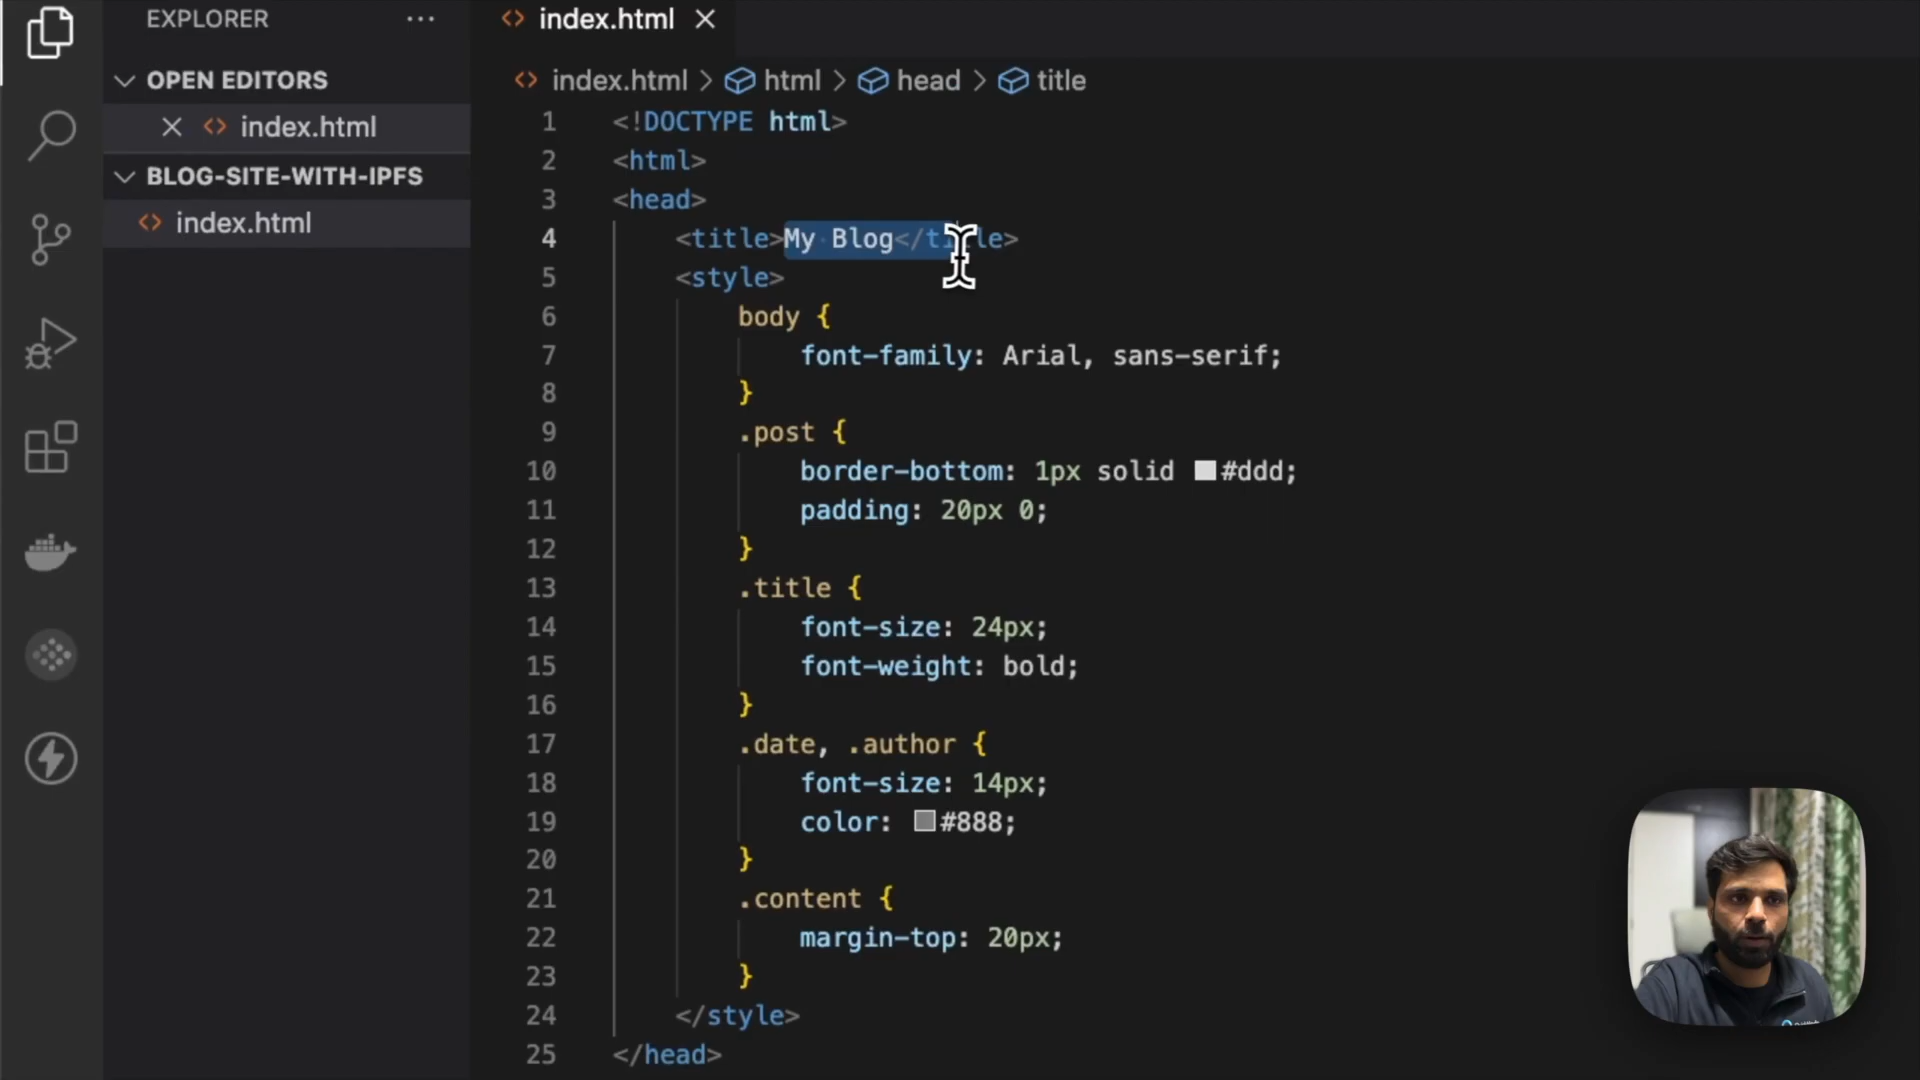 EXPLORER
index.html
OPEN EDITORS
index.html > html > head > title
index.html
BLOG-SITE-WITH-IPFS
index.html
1 <!DOCTYPE html>
2 <html>
3 <head>
4 <title>My Blog</title>
5 <style>
6 body {
7 font-family: Arial, sans-serif;
8 }
9 .post {
10 border-bottom: 1px solid #ddd;
11 padding: 20px 0;
12 }
13 .title {
14 font-size: 24px;
15 font-weight: bold;
16 }
17 .date, .author {
18 font-size: 14px;
19 color: #888;
20 }
21 .content {
22 margin-top: 20px;
23 }
24 </style>
25 </head>